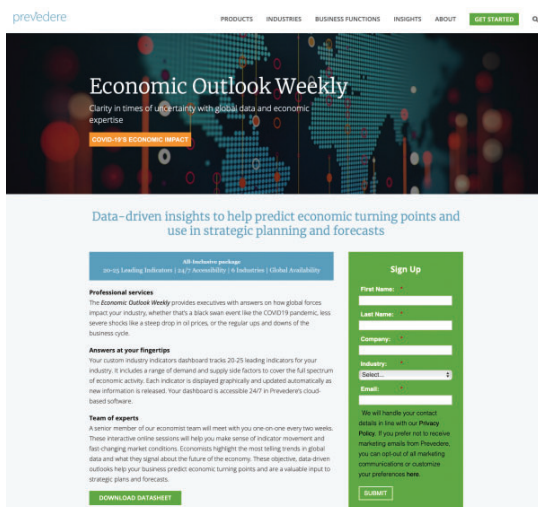 prevedere
PRODUCTS INDUSTRIES BUSINESS FUNCTIONS INSIGHTS ABOUT GET STARTED
Economic Outlook Weekly
Clarity in times of uncertainty with global data and economic
expertise
COVID-19'S ECONOMIC IMPACT
Data-driven insights to help predict economic turning points and
use in strategic planning and forecasts
All-Inclusive package
20-25 Leading Indicators | 24/7 Accessibility | 6 Industries | Global Availability
Professional services
The Economic Outlook Weekly provides executives with answers on how global forces
impact your industry, whether that's a black swan event like the COVID19 pandemic, less
severe shocks like a steep drop in oil prices, or the regular ups and downs of the
business cycle.
Answers at your fingertips
Your custom industry indicators dashboard tracks 20-25 leading indicators for your
industry. It includes a range of demand and supply side factors to cover the full spectrum
of economic activity. Each indicator is displayed graphically and updated automatically as
new information is released. Your dashboard is accessible 24/7 in Prevedere's cloud-
based software.
Team of experts
A senior member of our economist team will meet with you one-on-one every two weeks.
These interactive online sessions will help you make sense of indicator movement and
fast-changing market conditions. Economists highlight the most telling trends in global
data and what they signal about the future of the economy. These objective, data-driven
outlooks help your business predict economic turning points and are a valuable input to
strategic plans and forecasts.
DOWNLOAD DATASHEET
Sign Up
First Name: *
Last Name: *
Company: *
Industry: *
Select...
Email: *
We will handle your contact
details in line with our Privacy
Policy. If you prefer not to receive
marketing emails from Prevedere,
you can opt-out of all marketing
communications or customize
your preferences here.
SUBMIT